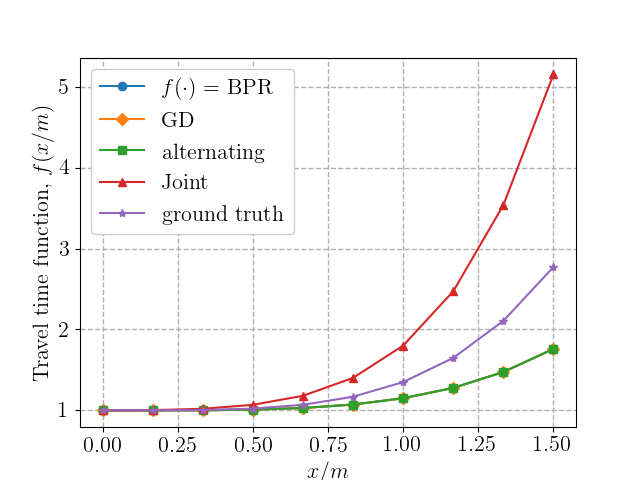 f(·) = BPR
GD
alternating
Joint
ground truth
Travel time function, f(x/m)
5
4
3
2
1
0.00 0.25 0.50 0.75 1.00 1.25 1.50
x/m